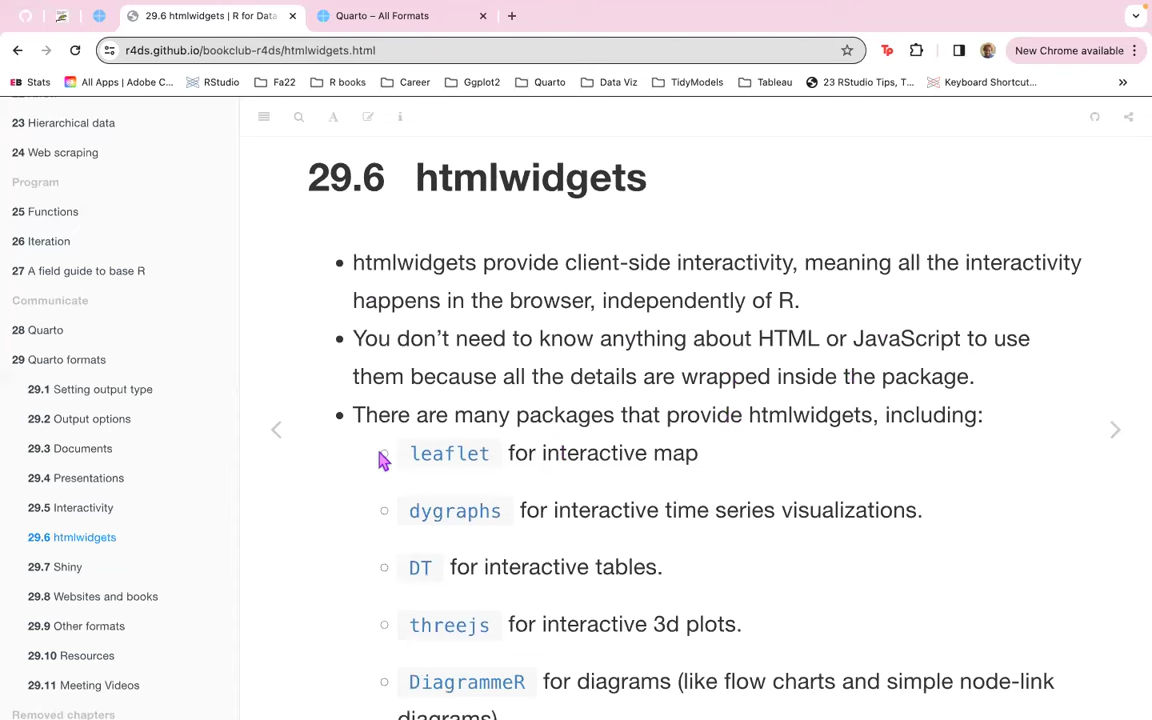 29.6 htmlwidgets | R for Data
Quarto – All Formats
r4ds.github.io/bookclub-r4ds/htmlwidgets.html
New Chrome available
EB Stats
All Apps | Adobe C...
RStudio
Fa22
R books
Career
Ggplot2
Quarto
Data Viz
TidyModels
Tableau
23 RStudio Tips, T...
Keyboard Shortcut...
23 Hierarchical data
24 Web scraping
Program
25 Functions
26 Iteration
27 A field guide to base R
Communicate
28 Quarto
29 Quarto formats
29.1 Setting output type
29.2 Output options
29.3 Documents
29.4 Presentations
29.5 Interactivity
29.6 htmlwidgets
29.7 Shiny
29.8 Websites and books
29.9 Other formats
29.10 Resources
29.11 Meeting Videos
Removed chapters
29.6 htmlwidgets
htmlwidgets provide client-side interactivity, meaning all the interactivity
happens in the browser, independently of R.
You don’t need to know anything about HTML or JavaScript to use
them because all the details are wrapped inside the package.
There are many packages that provide htmlwidgets, including:
leaflet for interactive map
dygraphs for interactive time series visualizations.
DT for interactive tables.
threejs for interactive 3d plots.
DiagrammeR for diagrams (like flow charts and simple node-link
diagrams)